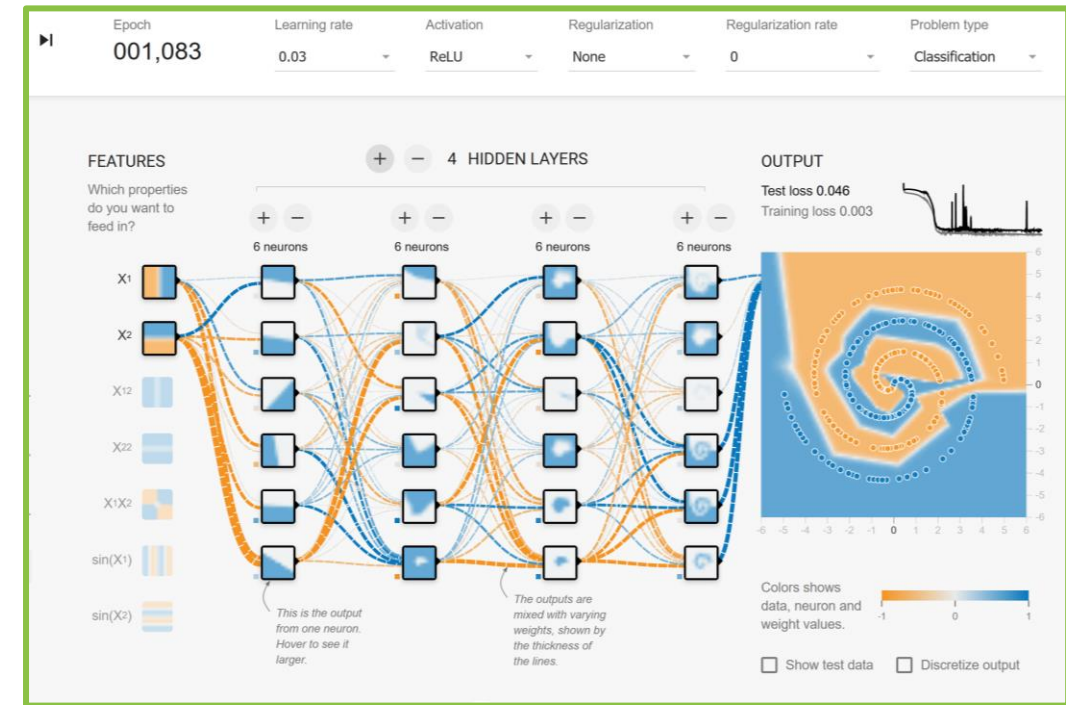 Epoch
001,083
Learning rate
0.03
Activation
ReLU
Regularization
None
Regularization rate
0
Problem type
Classification
FEATURES
Which properties
do you want to
feed in?
+ − 4 HIDDEN LAYERS
+ −
6 neurons
+ −
6 neurons
+ −
6 neurons
+ −
6 neurons
OUTPUT
Test loss 0.046
Training loss 0.003
X1
X2
X12
X22
X1X2
sin(X1)
sin(X2)
This is the output
from one neuron.
Hover to see it
larger.
The outputs are
mixed with varying
weights, shown by
the thickness of
the lines.
6
5
4
3
2
1
0
-1
-2
-3
-4
-5
-6
-6 -5 -4 -3 -2 -1 0 1 2 3 4 5 6
Colors shows
data, neuron and
weight values.
-1 0 1
Show test data
Discretize output